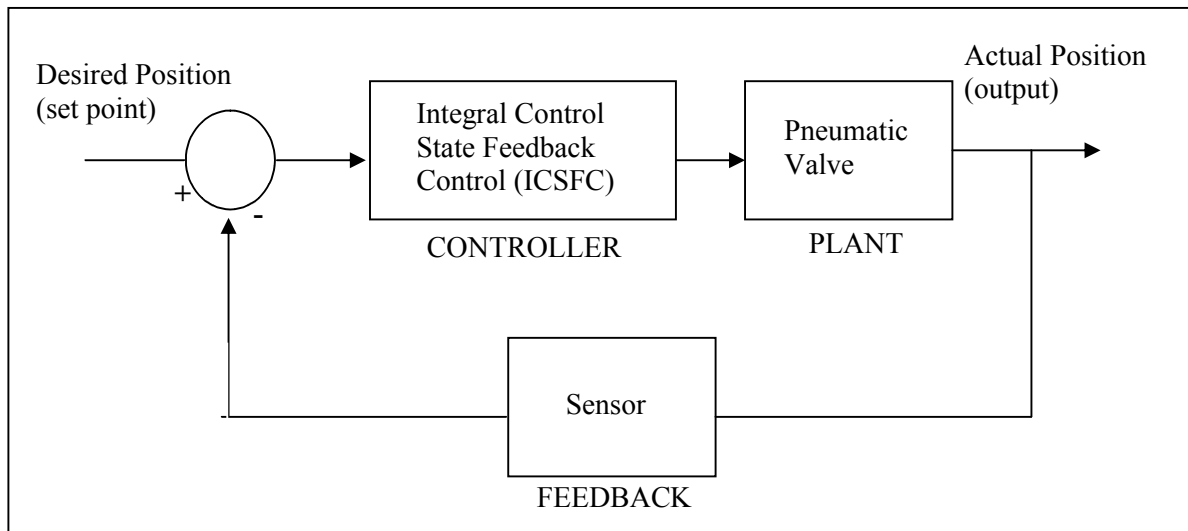 Desired Position
(set point)
+
-
Integral Control
State Feedback
Control (ICSFC)
CONTROLLER
Pneumatic
Valve
PLANT
Actual Position
(output)
Sensor
FEEDBACK